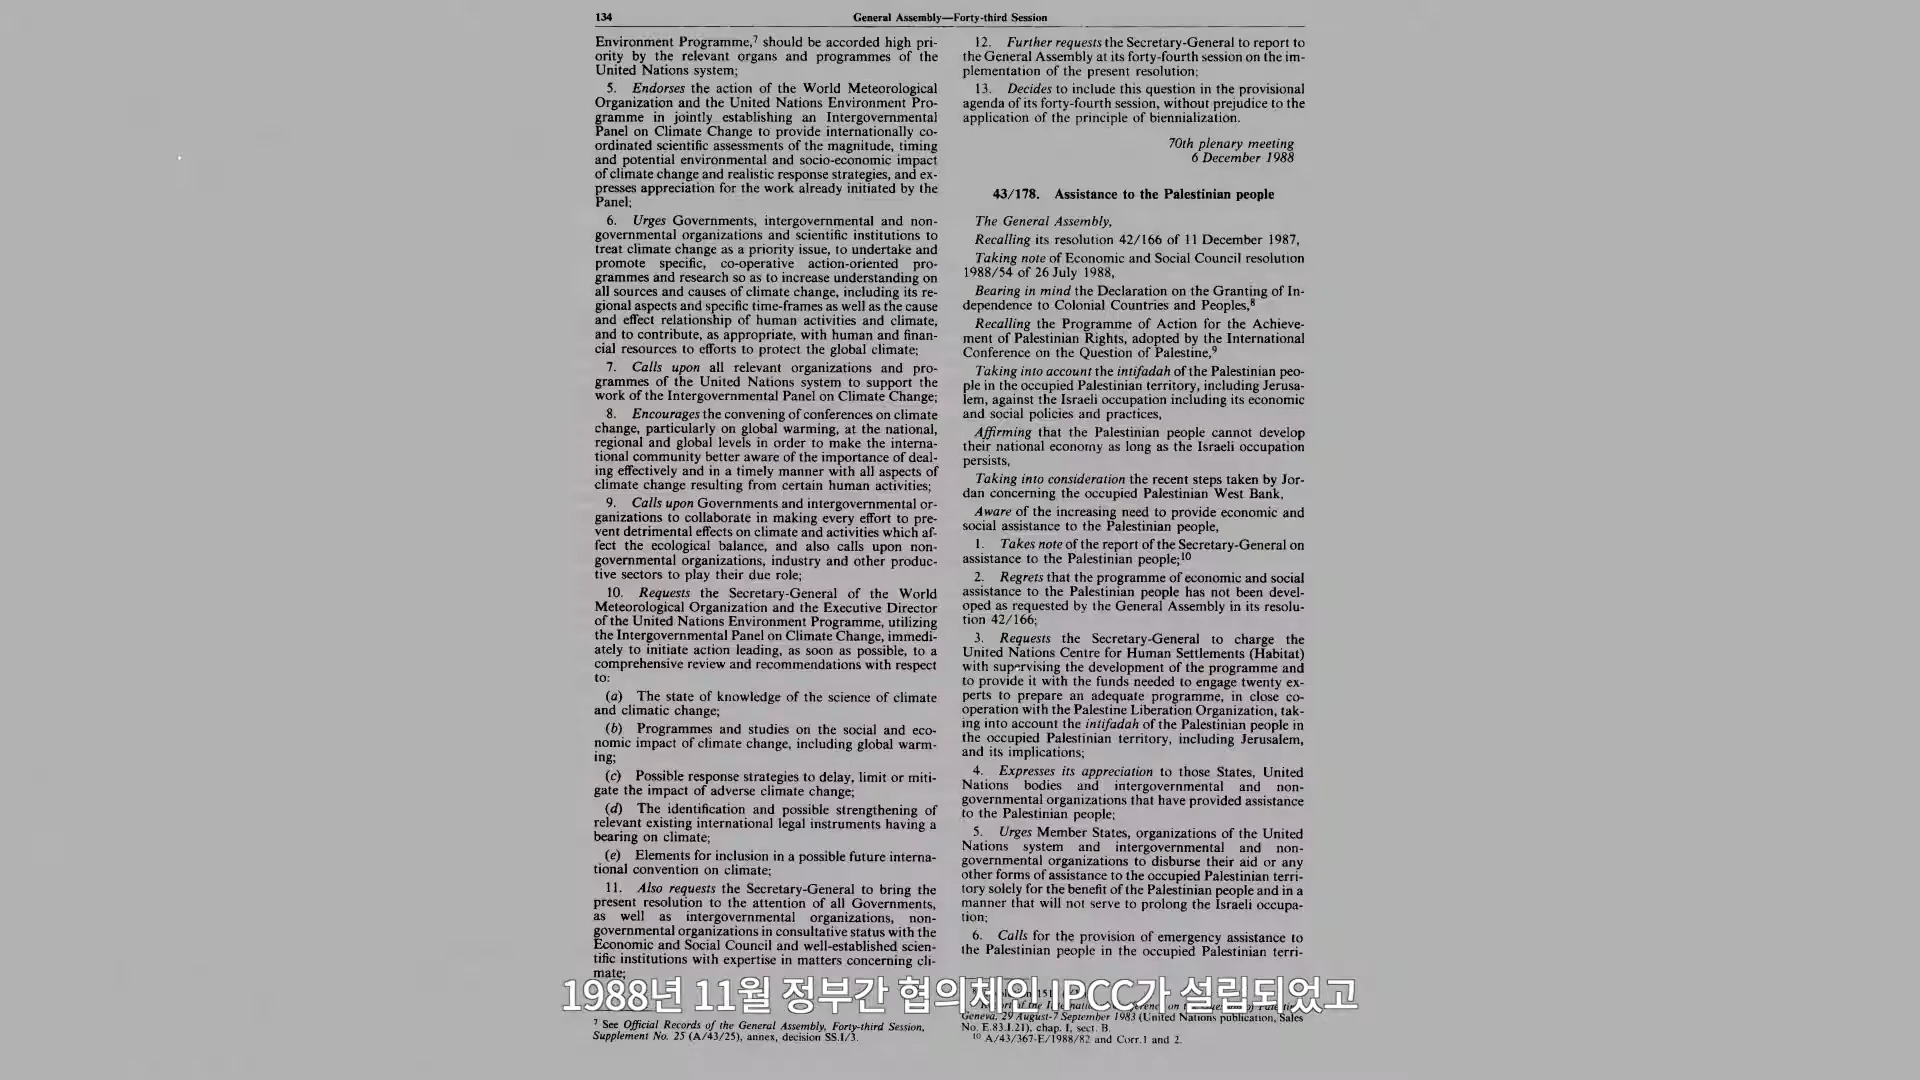 134
General Assembly—Forty-third Session
Environment Programme,⁷ should be accorded high pri-
ority by the relevant organs and programmes of the
United Nations system;
5. Endorses the action of the World Meteorological
Organization and the United Nations Environment Pro-
gramme in jointly establishing an Intergovernmental
Panel on Climate Change to provide internationally co-
ordinated scientific assessments of the magnitude, timing
and potential environmental and socio-economic impact
of climate change and realistic response strategies, and ex-
presses appreciation for the work already initiated by the
Panel;
6. Urges Governments, intergovernmental and non-
governmental organizations and scientific institutions to
treat climate change as a priority issue, to undertake and
promote specific, co-operative action-oriented pro-
grammes and research so as to increase understanding on
all sources and causes of climate change, including its re-
gional aspects and specific time-frames as well as the cause
and effect relationship of human activities and climate,
and to contribute, as appropriate, with human and finan-
cial resources to efforts to protect the global climate;
7. Calls upon all relevant organizations and pro-
grammes of the United Nations system to support the
work of the Intergovernmental Panel on Climate Change;
8. Encourages the convening of conferences on climate
change, particularly on global warming, at the national,
regional and global levels in order to make the interna-
tional community better aware of the importance of deal-
ing effectively and in a timely manner with all aspects of
climate change resulting from certain human activities;
9. Calls upon Governments and intergovernmental or-
ganizations to collaborate in making every effort to pre-
vent detrimental effects on climate and activities which af-
fect the ecological balance, and also calls upon non-
governmental organizations, industry and other produc-
tive sectors to play their due role;
10. Requests the Secretary-General of the World
Meteorological Organization and the Executive Director
of the United Nations Environment Programme, utilizing
the Intergovernmental Panel on Climate Change, immedi-
ately to initiate action leading, as soon as possible, to a
comprehensive review and recommendations with respect
to:
(a) The state of knowledge of the science of climate
and climatic change;
(b) Programmes and studies on the social and eco-
nomic impact of climate change, including global warm-
ing;
(c) Possible response strategies to delay, limit or miti-
gate the impact of adverse climate change;
(d) The identification and possible strengthening of
relevant existing international legal instruments having a
bearing on climate;
(e) Elements for inclusion in a possible future interna-
tional convention on climate;
11. Also requests the Secretary-General to bring the
present resolution to the attention of all Governments,
as well as intergovernmental organizations, non-
governmental organizations in consultative status with the
Economic and Social Council and well-established scien-
tific institutions with expertise in matters concerning cli-
mate;
⁷ See Official Records of the General Assembly, Forty-third Session,
Supplement No. 25 (A/43/25), annex, decision SS.I/3.
12. Further requests the Secretary-General to report to
the General Assembly at its forty-fourth session on the im-
plementation of the present resolution;
13. Decides to include this question in the provisional
agenda of its forty-fourth session, without prejudice to the
application of the principle of biennialization.
70th plenary meeting
6 December 1988
43/178. Assistance to the Palestinian people
The General Assembly,
Recalling its resolution 42/166 of 11 December 1987,
Taking note of Economic and Social Council resolution
1988/54 of 26 July 1988,
Bearing in mind the Declaration on the Granting of In-
dependence to Colonial Countries and Peoples,⁸
Recalling the Programme of Action for the Achieve-
ment of Palestinian Rights, adopted by the International
Conference on the Question of Palestine,⁹
Taking into account the intifadah of the Palestinian peo-
ple in the occupied Palestinian territory, including Jerusa-
lem, against the Israeli occupation including its economic
and social policies and practices,
Affirming that the Palestinian people cannot develop
their national economy as long as the Israeli occupation
persists,
Taking into consideration the recent steps taken by Jor-
dan concerning the occupied Palestinian West Bank,
Aware of the increasing need to provide economic and
social assistance to the Palestinian people,
1. Takes note of the report of the Secretary-General on
assistance to the Palestinian people;¹⁰
2. Regrets that the programme of economic and social
assistance to the Palestinian people has not been devel-
oped as requested by the General Assembly in its resolu-
tion 42/166;
3. Requests the Secretary-General to charge the
United Nations Centre for Human Settlements (Habitat)
with supervising the development of the programme and
to provide it with the funds needed to engage twenty ex-
perts to prepare an adequate programme, in close co-
operation with the Palestine Liberation Organization, tak-
ing into account the intifadah of the Palestinian people in
the occupied Palestinian territory, including Jerusalem,
and its implications;
4. Expresses its appreciation to those States, United
Nations bodies and intergovernmental and non-
governmental organizations that have provided assistance
to the Palestinian people;
5. Urges Member States, organizations of the United
Nations system and intergovernmental and non-
governmental organizations to disburse their aid or any
other forms of assistance to the occupied Palestinian terri-
tory solely for the benefit of the Palestinian people and in a
manner that will not serve to prolong the Israeli occupa-
tion;
6. Calls for the provision of emergency assistance to
the Palestinian people in the occupied Palestinian terri-
Geneva, 29 August-7 September 1983 (United Nations publication, Sales
No. E.83.I.21), chap. I, sect. B.
¹⁰ A/43/367-E/1988/82 and Corr.1 and 2.
1988년 11월 정부간 협의체인 IPCC가 설립되었고